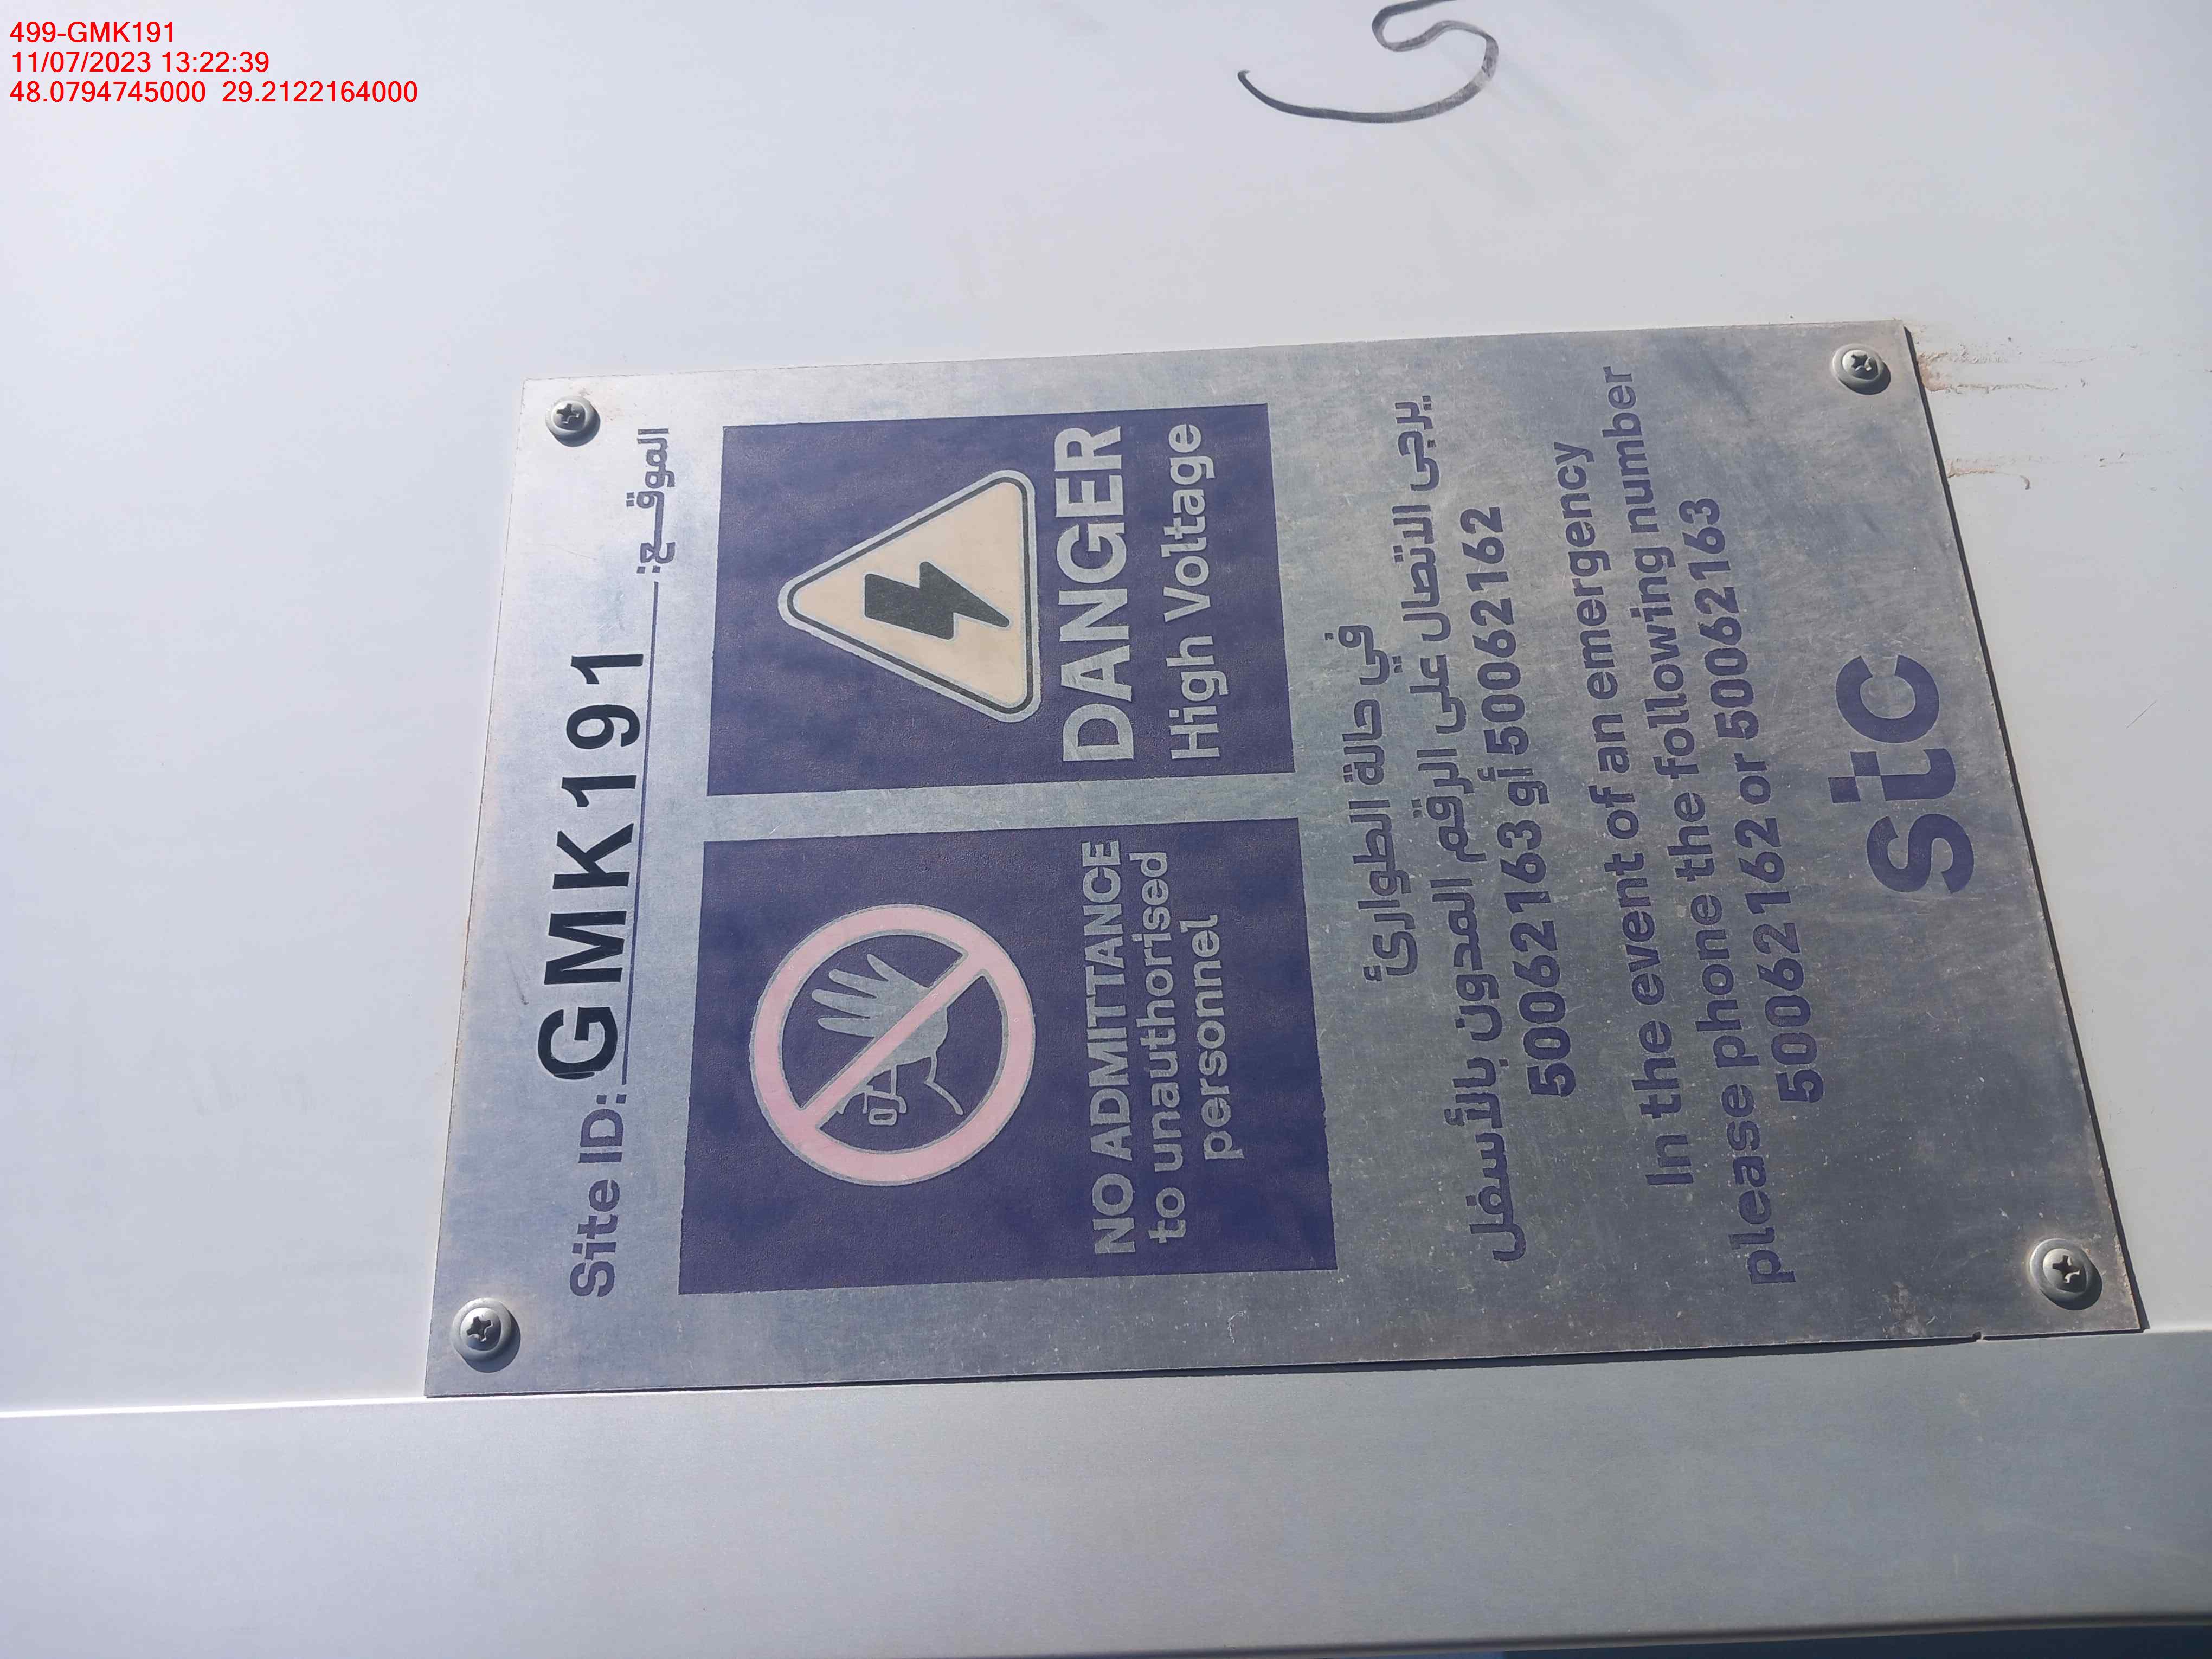 499-GMK191
11/07/2023 13:22:39
48.0794745000 29.2122164000
Site ID: GMK191 الموقـع:
NO ADMITTANCE
to unauthorised
personnel
DANGER
High Voltage
في حالة الطوارئ
يرجى الاتصال على الرقم المدون بالأسفل
50062162 أو 50062163
In the event of an emergency
please phone the following number
50062162 or 50062163
stc